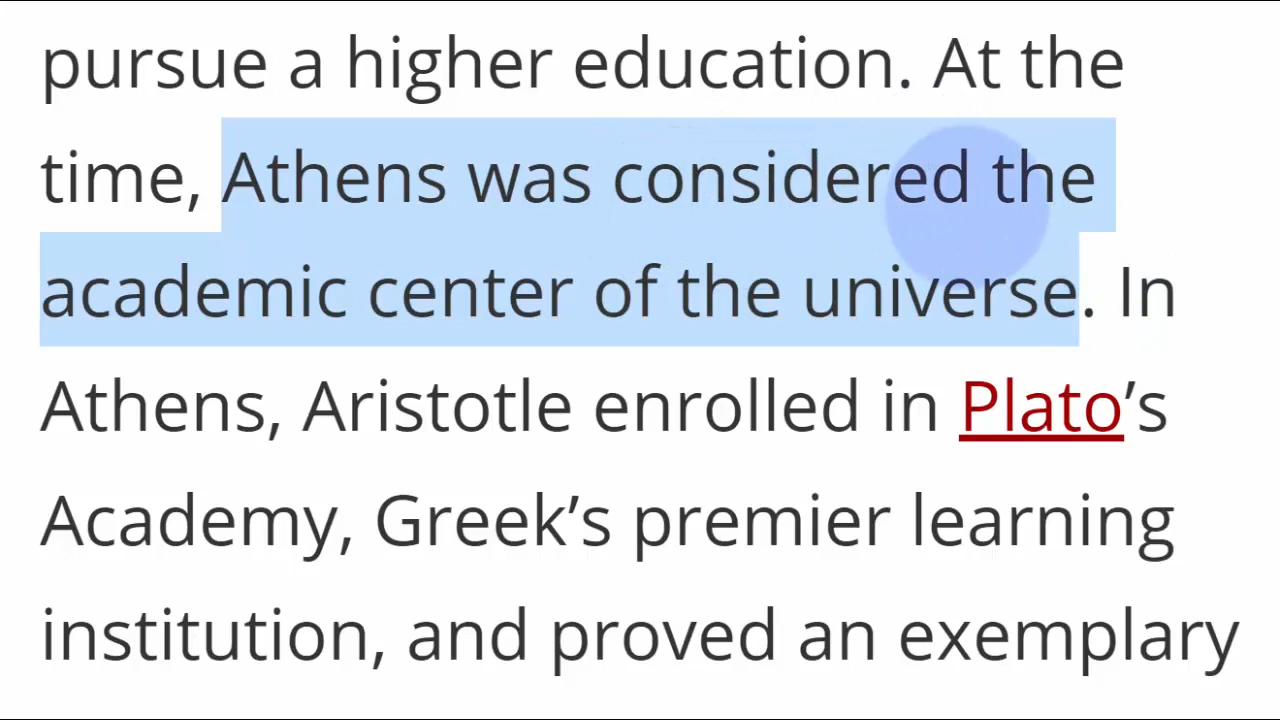 pursue a higher education. At the
time, Athens was considered the
academic center of the universe. In
Athens, Aristotle enrolled in Plato’s
Academy, Greek’s premier learning
institution, and proved an exemplary